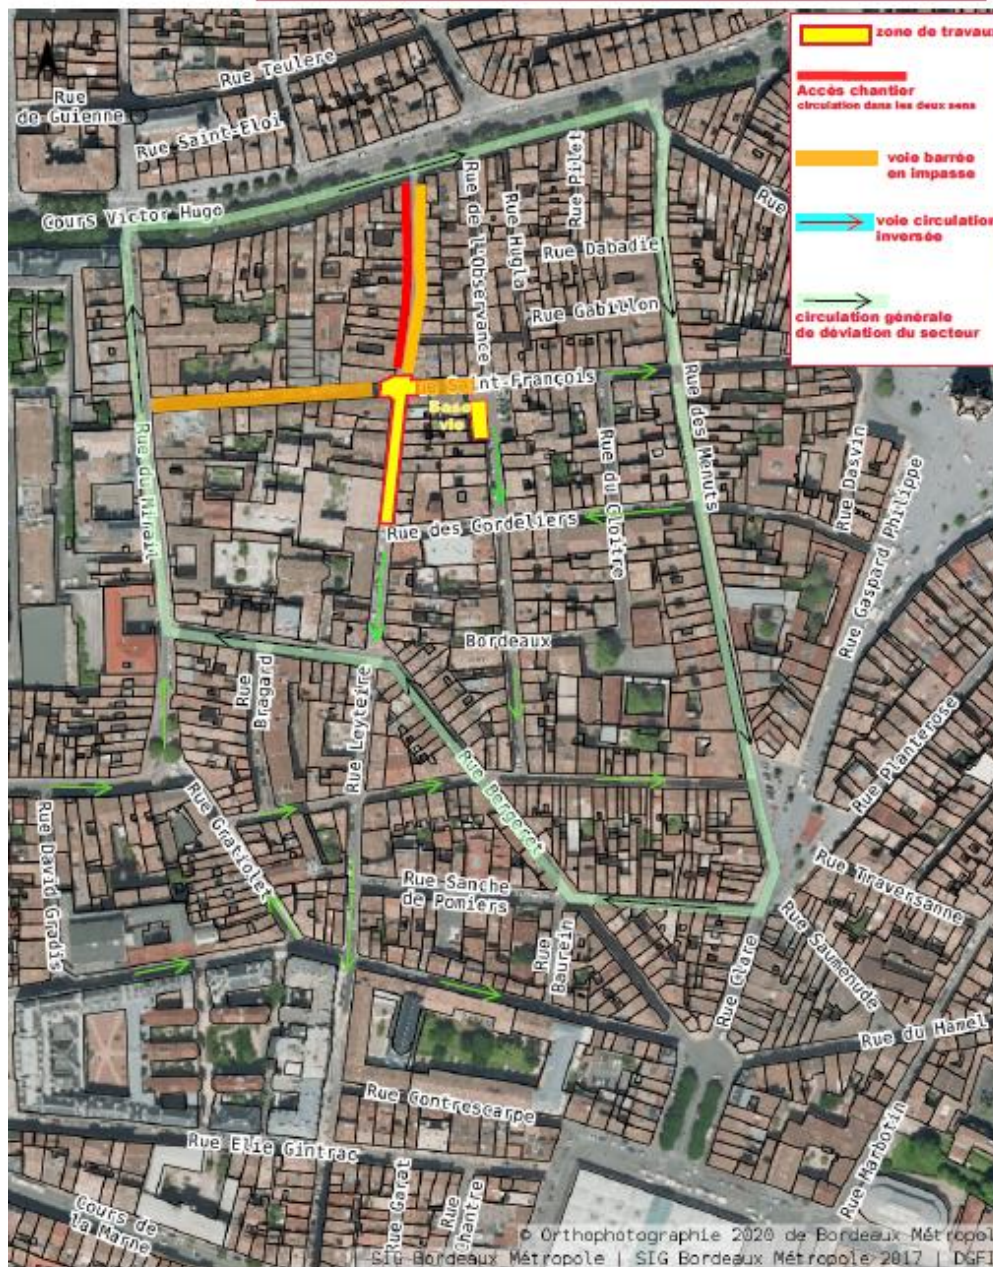 zone de travaux
Accès chantier
circulation dans les deux sens
voie barrée
en impasse
voie circulation
inversée
circulation générale
de déviation du secteur
Rue Teulere
Rue
de Guienne
Rue Saint-Eloi
Cours Victor Hugo
Rue de l'Observance
Rue Hugla
Rue Pilet
Rue
Rue Dabadie
Rue Gabillon
Rue Saint-François
Base
vie
Rue du Mirail
Rue des Menuts
Rue du Cloitre
Rue des Cordeliers
Rue Dasvin
Rue Gaspard Philippe
Bordeaux
Rue
Bragard
Rue Leyteire
Rue Bergeret
Rue Planterose
Rue David Gradis
Rue Gratiolet
Rue Sanche
de Pomiers
Rue
Baurein
Rue Traversanne
Rue Saumenude
Rue Clare
Rue du Hamel
Rue Contrescarpe
Rue Elie Gintrac
Rue Marbotin
Cours de
la Marne
Rue Garat
Rue
Chantre
© Orthophotographie 2020 de Bordeaux Métropol
SIG Bordeaux Métropole | SIG Bordeaux Métropole 2017 | DGFI